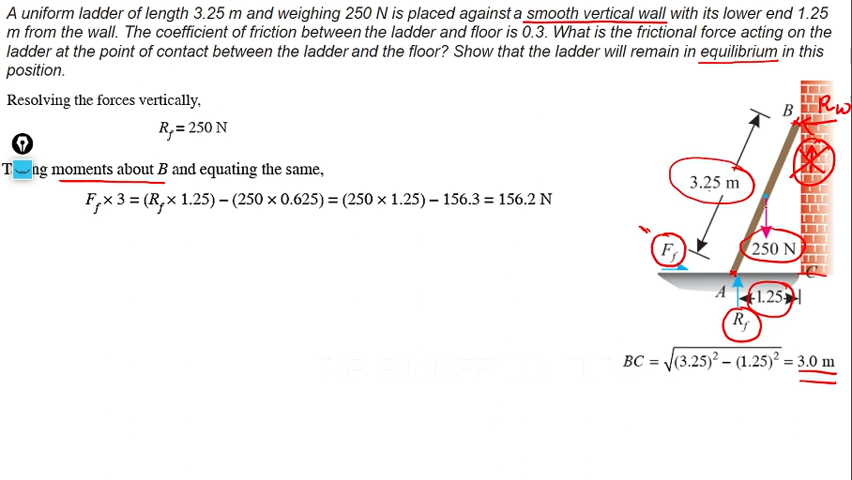 A uniform ladder of length 3.25 m and weighing 250 N is placed against a smooth vertical wall with its lower end 1.25
m from the wall. The coefficient of friction between the ladder and floor is 0.3. What is the frictional force acting on the
ladder at the point of contact between the ladder and the floor? Show that the ladder will remain in equilibrium in this
position.
Resolving the forces vertically,
R_f = 250 N
T ng moments about B and equating the same,
F_f × 3 = (R_f × 1.25) – (250 × 0.625) = (250 × 1.25) – 156.3 = 156.2 N
B
R_w
3.25 m
F_f
250 N
C
A
1.25
R_f
BC = √(3.25)² – (1.25)² = 3.0 m